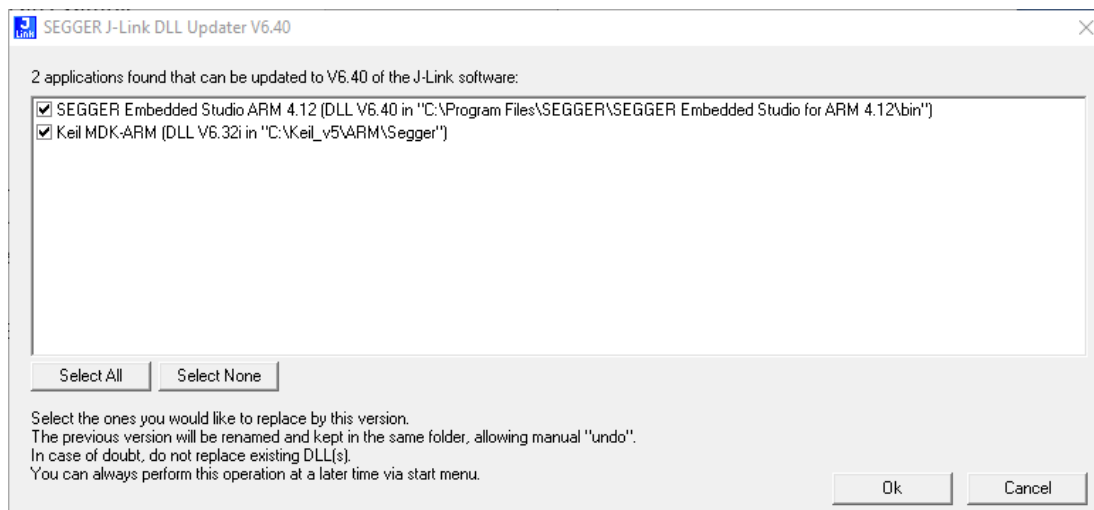 J
Link
SEGGER J-Link DLL Updater V6.40
2 applications found that can be updated to V6.40 of the J-Link software:
SEGGER Embedded Studio ARM 4.12 (DLL V6.40 in "C:\Program Files\SEGGER\SEGGER Embedded Studio for ARM 4.12\bin")
Keil MDK-ARM (DLL V6.32i in "C:\Keil_v5\ARM\Segger")
Select All
Select None
Select the ones you would like to replace by this version.
The previous version will be renamed and kept in the same folder, allowing manual "undo".
In case of doubt, do not replace existing DLL(s).
You can always perform this operation at a later time via start menu.
Ok
Cancel